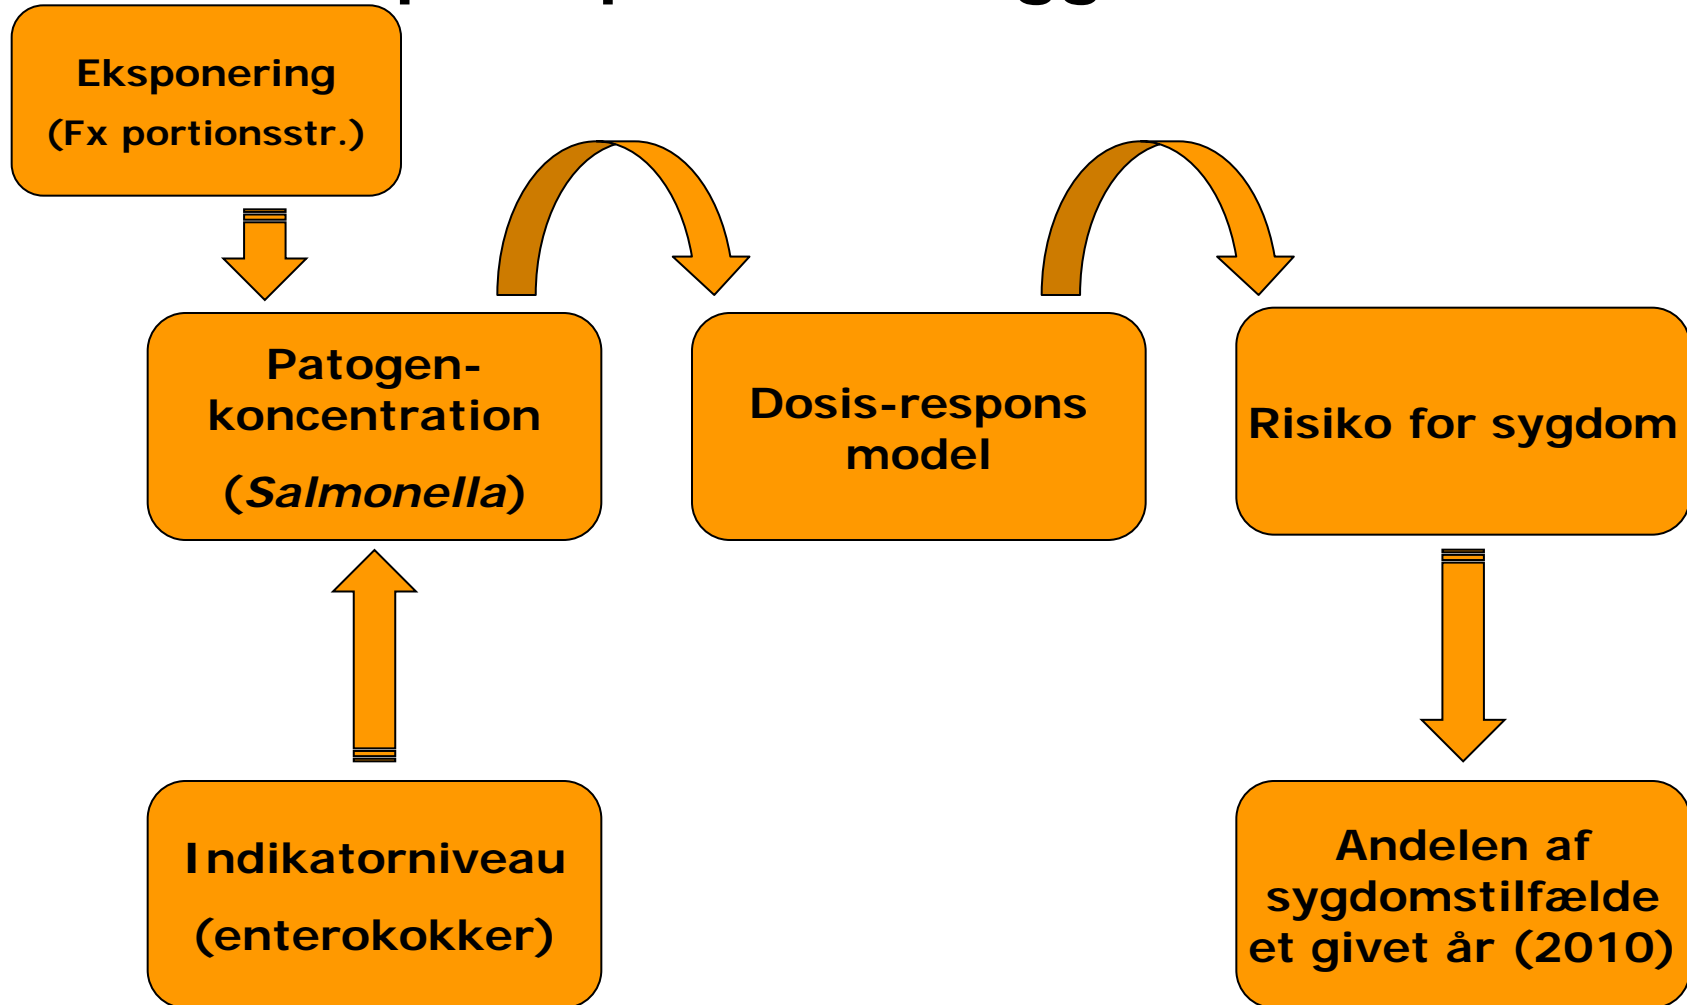 Eksponering
(Fx portionsstr.)
Patogen-
koncentration
(Salmonella)
Dosis-respons
model
Risiko for sygdom
Indikatorniveau
(enterokokker)
Andelen af
sygdomstilfælde
et givet år (2010)